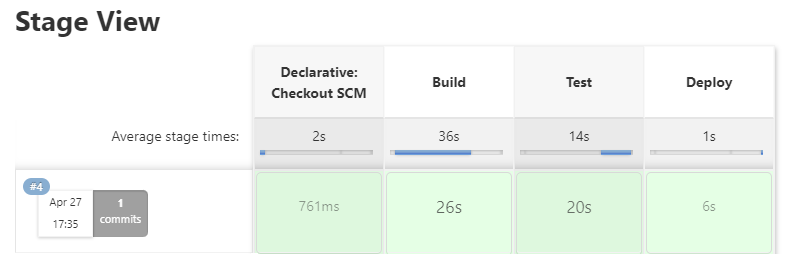 Stage View
Declarative:
Checkout SCM
Build
Test
Deploy
Average stage times:
2s
36s
14s
1s
#4
Apr 27
17:35
1
commits
761ms
26s
20s
6s